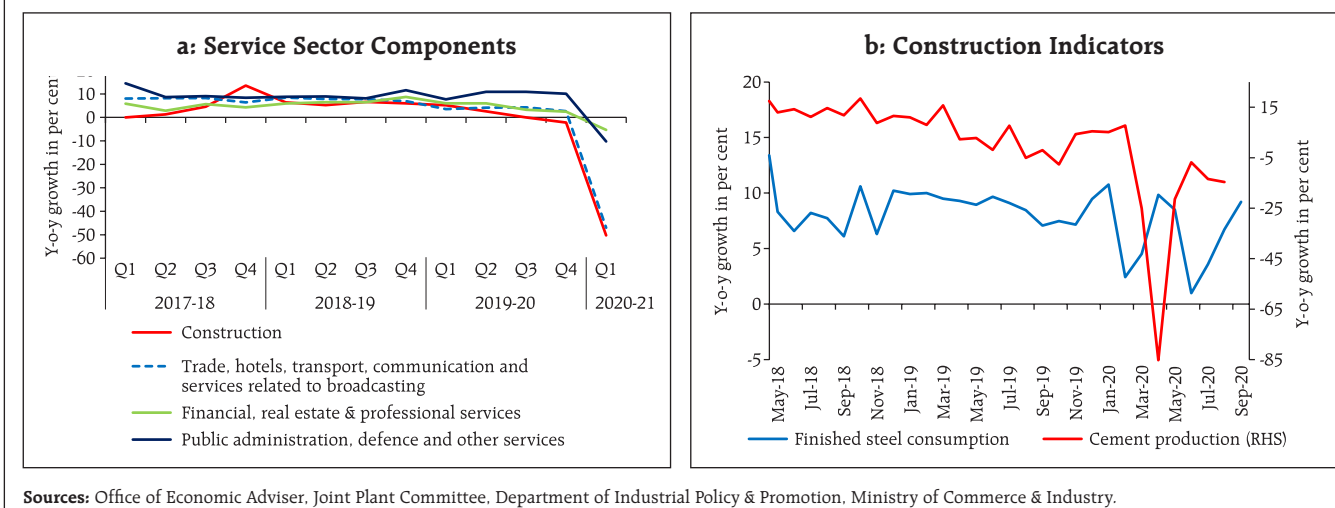 a: Service Sector Components
Y-o-y growth in per cent
10
0
-10
-20
-30
-40
-50
-60
Q1 Q2 Q3 Q4 Q1 Q2 Q3 Q4 Q1 Q2 Q3 Q4 Q1
2017-18 2018-19 2019-20 2020-21
Construction
Trade, hotels, transport, communication and
services related to broadcasting
Financial, real estate & professional services
Public administration, defence and other services
b: Construction Indicators
Y-o-y growth in per cent
20
15
10
5
0
-5
15
-5
-25
-45
-65
-85
Y-o-y growth in per cent
May-18 Jul-18 Sep-18 Nov-18 Jan-19 Mar-19 May-19 Jul-19 Sep-19 Nov-19 Jan-20 Mar-20 May-20 Jul-20 Sep-20
Finished steel consumption Cement production (RHS)
Sources: Office of Economic Adviser, Joint Plant Committee, Department of Industrial Policy & Promotion, Ministry of Commerce & Industry.